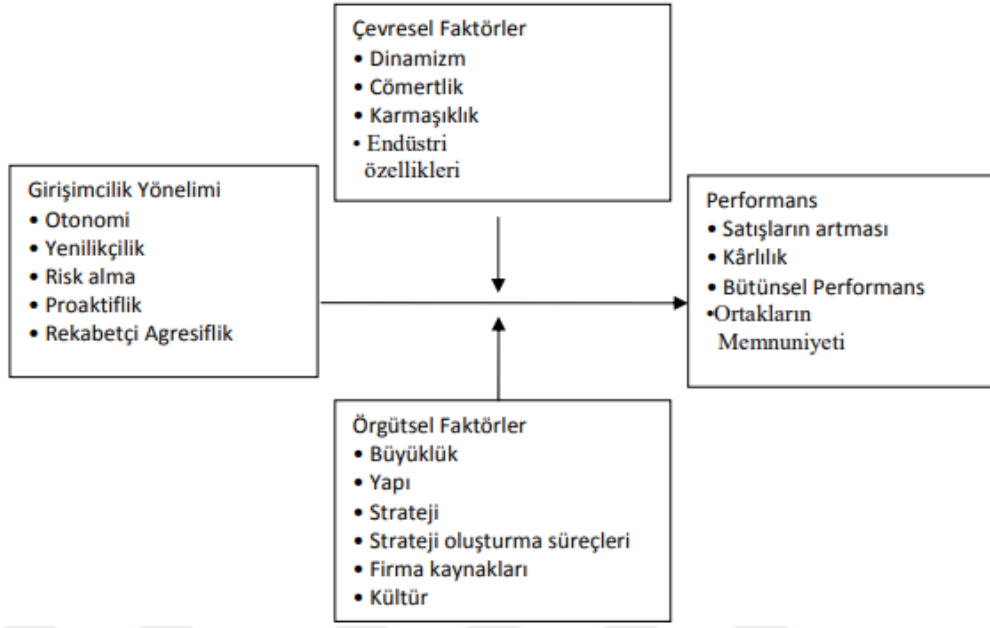 Çevresel Faktörler
• Dinamizm
• Cömertlik
• Karmaşıklık
• Endüstri
özellikleri
Girişimcilik Yönelimi
• Otonomi
• Yenilikçilik
• Risk alma
• Proaktiflik
• Rekabetçi Agresiflik
Performans
• Satışların artması
• Kârlılık
• Bütünsel Performans
•Ortakların
Memnuniyeti
Örgütsel Faktörler
• Büyüklük
• Yapı
• Strateji
• Strateji oluşturma süreçleri
• Firma kaynakları
• Kültür